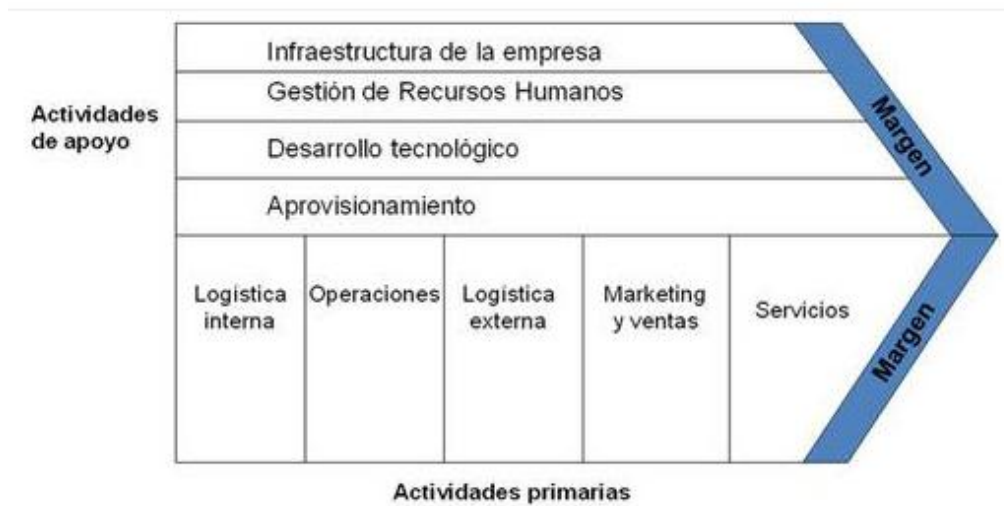 Infraestructura de la empresa
Gestión de Recursos Humanos
Actividades
de apoyo
Desarrollo tecnológico
Aprovisionamiento
Margen
Logística
interna
Operaciones
Logística
externa
Marketing
y ventas
Servicios
Margen
Actividades primarias